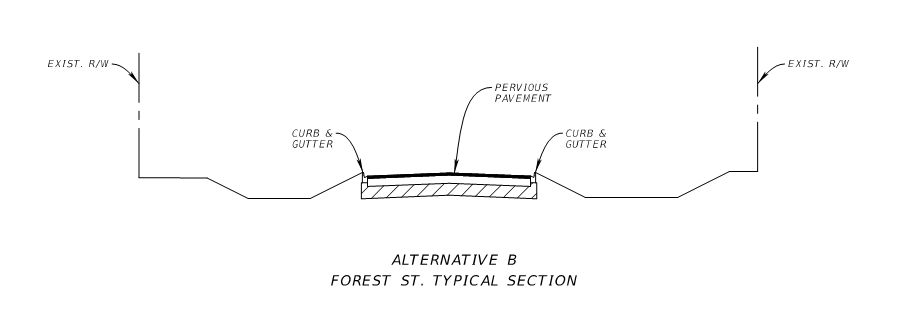 EXIST. R/W
EXIST. R/W
PERVIOUS
PAVEMENT
CURB &
GUTTER
CURB &
GUTTER
ALTERNATIVE B
FOREST ST. TYPICAL SECTION